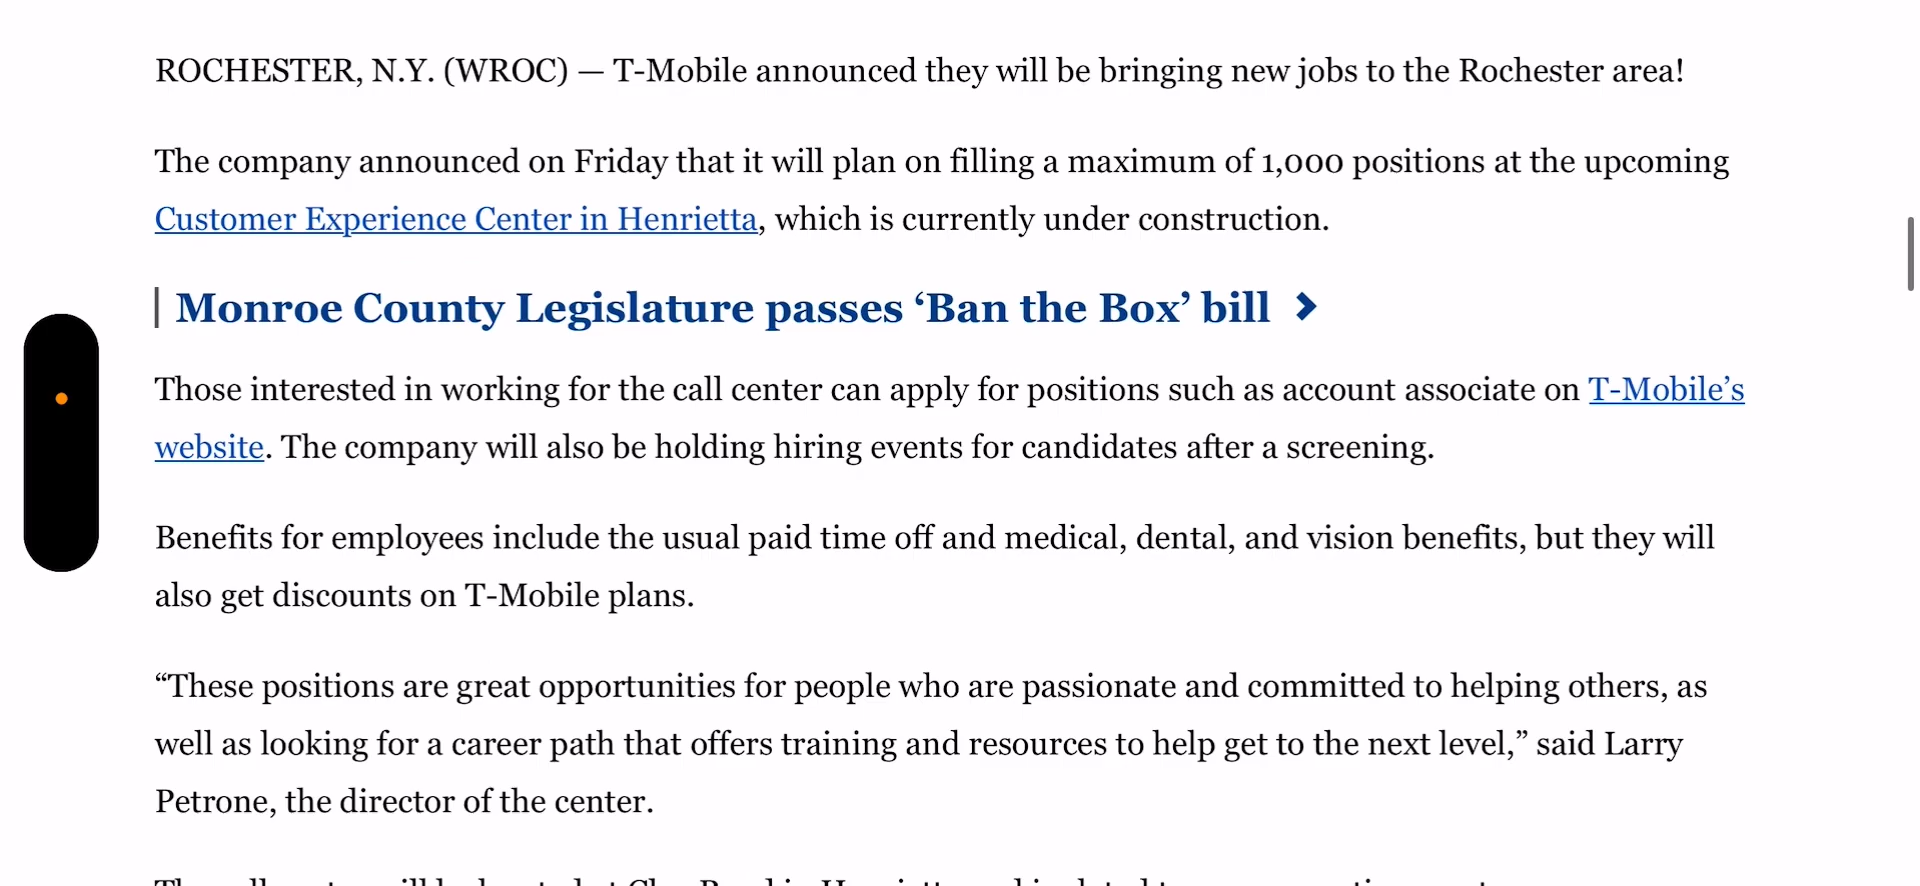 ROCHESTER, N.Y. (WROC) — T-Mobile announced they will be bringing new jobs to the Rochester area!
The company announced on Friday that it will plan on filling a maximum of 1,000 positions at the upcoming
Customer Experience Center in Henrietta, which is currently under construction.
Monroe County Legislature passes ‘Ban the Box’ bill
Those interested in working for the call center can apply for positions such as account associate on T-Mobile’s
website. The company will also be holding hiring events for candidates after a screening.
Benefits for employees include the usual paid time off and medical, dental, and vision benefits, but they will
also get discounts on T-Mobile plans.
“These positions are great opportunities for people who are passionate and committed to helping others, as
well as looking for a career path that offers training and resources to help get to the next level,” said Larry
Petrone, the director of the center.